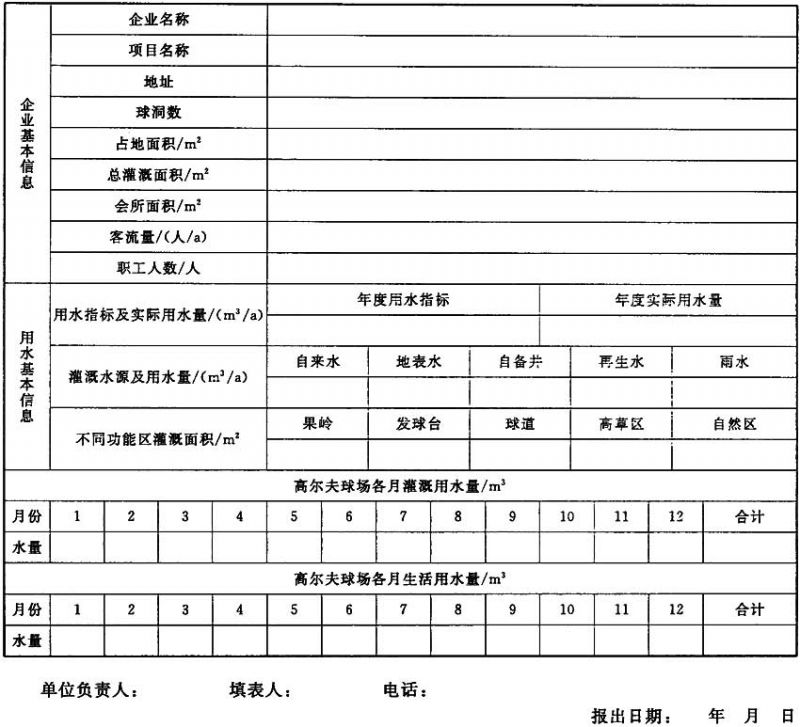 企业基本信息
企业名称
项目名称
地址
球洞数
占地面积/m²
总灌溉面积/m²
会所面积/m²
客流量/(人/a)
职工人数/人
用水基本信息
用水指标及实际用水量/(m³/a)
年度用水指标 年度实际用水量
灌溉水源及用水量/(m³/a)
自来水 地表水 自备井 再生水 雨水
不同功能区灌溉面积/m²
果岭 发球台 球道 高草区 自然区
高尔夫球场各月灌溉用水量/m³
月份 1 2 3 4 5 6 7 8 9 10 11 12 合计
水量
高尔夫球场各月生活用水量/m³
月份 1 2 3 4 5 6 7 8 9 10 11 12 合计
水量
单位负责人： 填表人： 电话：
报出日期： 年 月 日